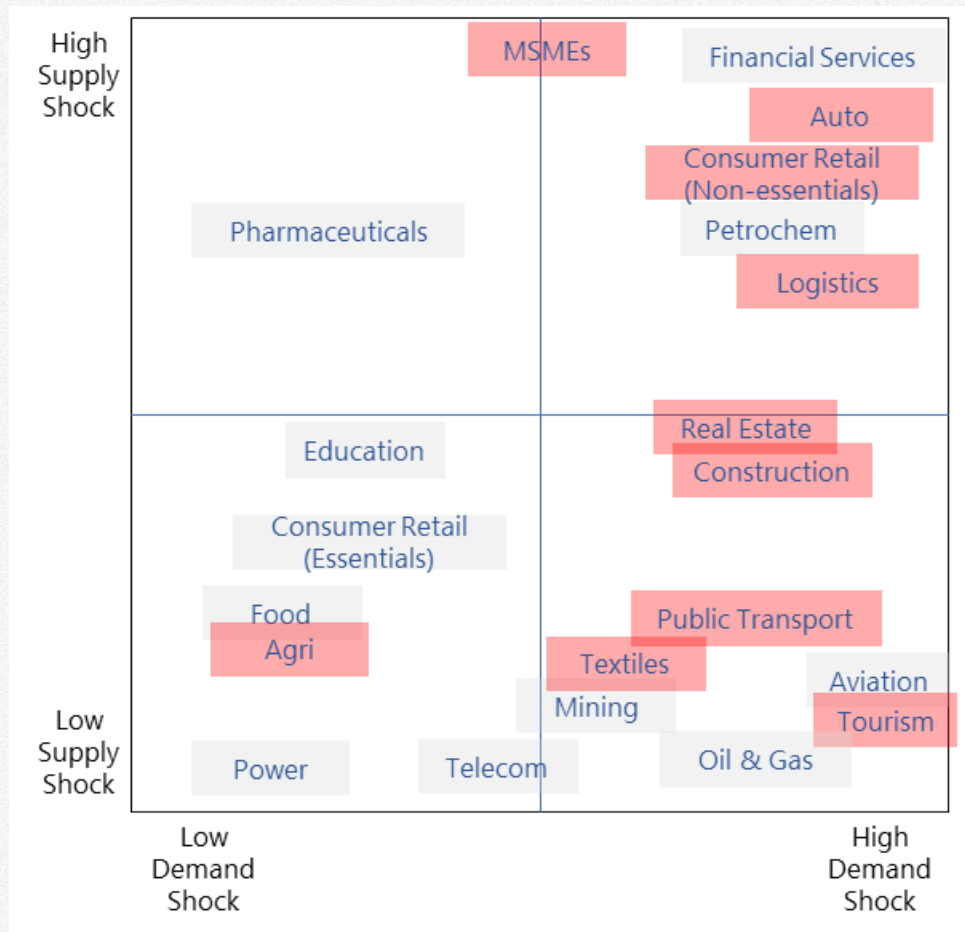 High
Supply
Shock
MSMEs
Financial Services
Auto
Consumer Retail
(Non-essentials)
Pharmaceuticals
Petrochem
Logistics
Real Estate
Education
Construction
Consumer Retail
(Essentials)
Food
Public Transport
Agri
Textiles
Aviation
Mining
Tourism
Low
Supply
Shock
Power
Telecom
Oil & Gas
Low
Demand
Shock
High
Demand
Shock